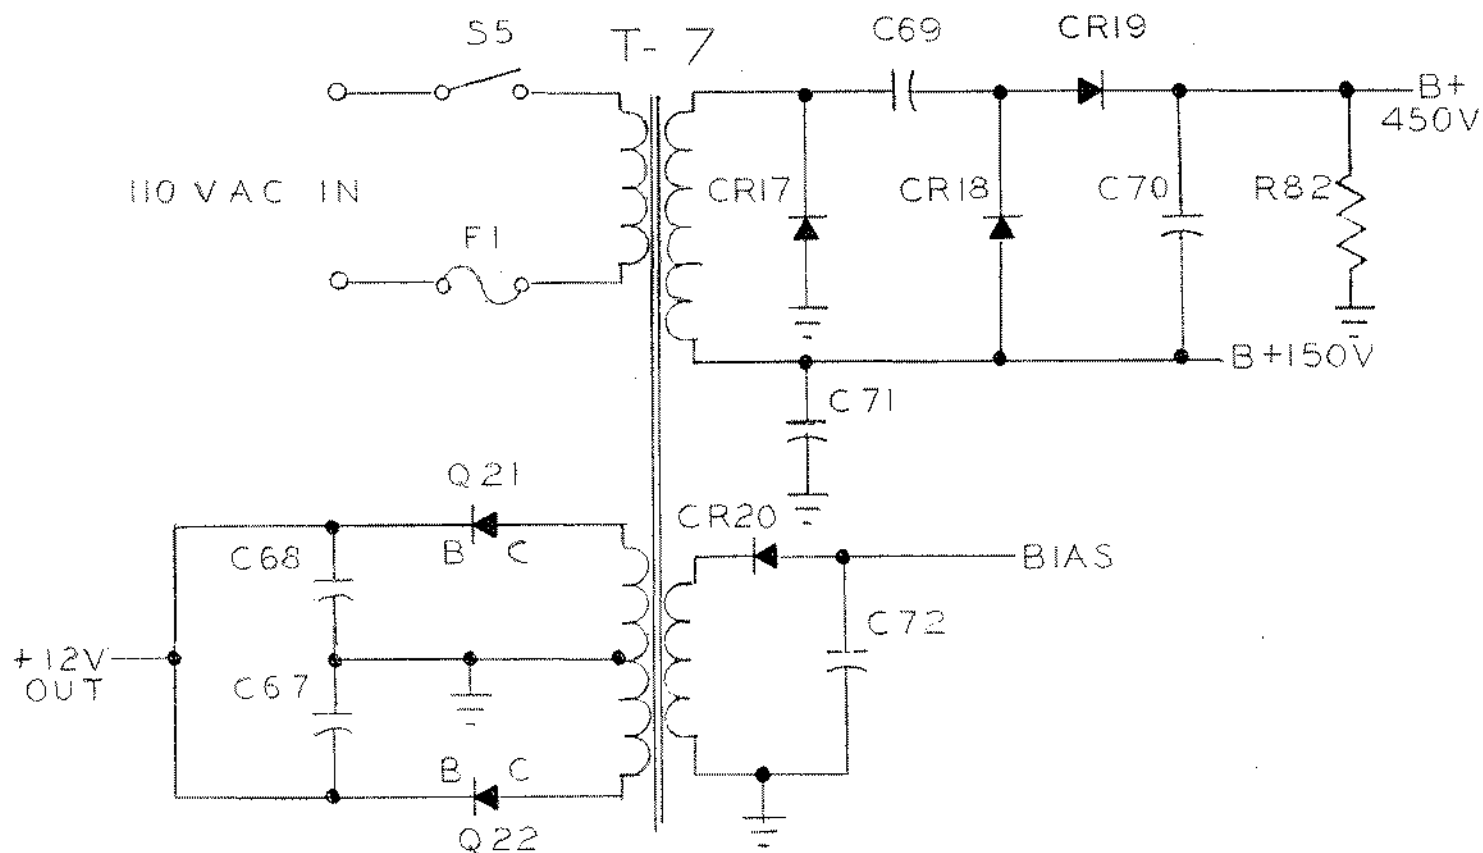 S5
T-7
C69
CR19
B+
450V
110 VAC IN
CR17
CR18
C70
R82
F1
B+150V
C71
Q21
CR20
B C
C68
BIAS
C72
+12V
OUT
C67
B C
Q22